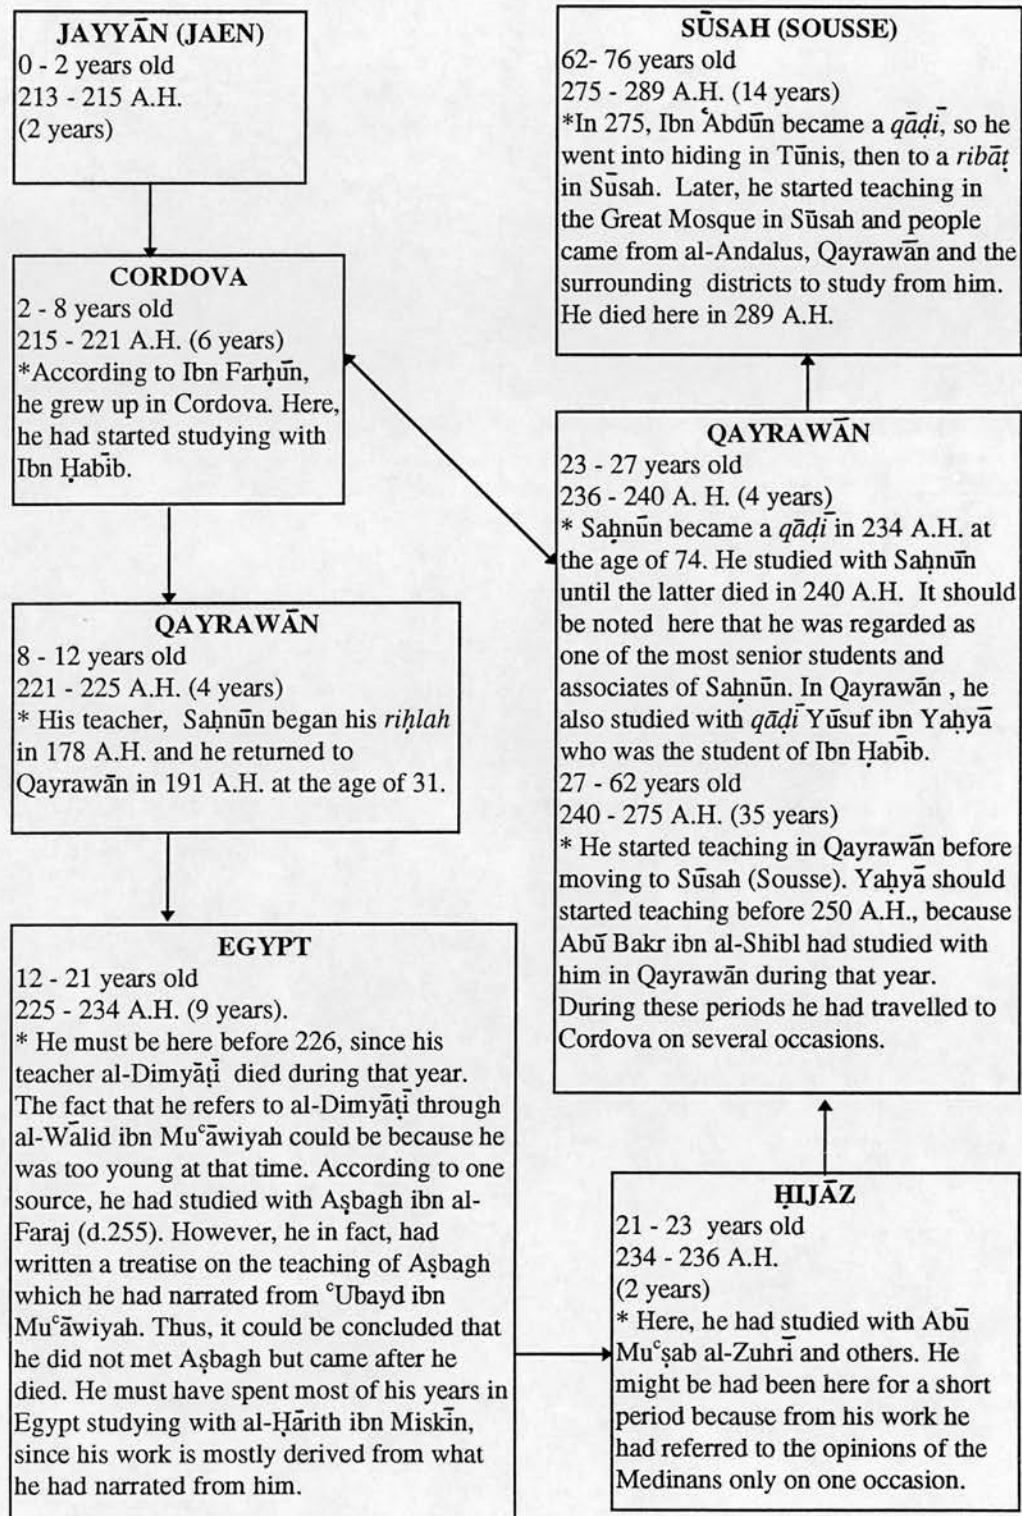 JAYYĀN (JAEN)
0 - 2 years old
213 - 215 A.H.
(2 years)
CORDOVA
2 - 8 years old
215 - 221 A.H. (6 years)
*According to Ibn Farḥūn,
he grew up in Cordova. Here,
he had started studying with
Ibn Ḥabīb.
QAYRAWĀN
8 - 12 years old
221 - 225 A.H. (4 years)
* His teacher, Saḥnūn began his riḥlah
in 178 A.H. and he returned to
Qayrawān in 191 A.H. at the age of 31.
EGYPT
12 - 21 years old
225 - 234 A.H. (9 years).
* He must be here before 226, since his
teacher al-Dimyāṭī died during that year.
The fact that he refers to al-Dimyāṭī through
al-Wālid ibn Muʿāwiyah could be because he
was too young at that time. According to one
source, he had studied with Aṣbagh ibn al-
Faraj (d.255). However, he in fact, had
written a treatise on the teaching of Aṣbagh
which he had narrated from ʿUbayd ibn
Muʿāwiyah. Thus, it could be concluded that
he did not met Aṣbagh but came after he
died. He must have spent most of his years in
Egypt studying with al-Ḥārith ibn Miskīn,
since his work is mostly derived from what
he had narrated from him.
ḤIJĀZ
21 - 23 years old
234 - 236 A.H.
(2 years)
* Here, he had studied with Abū
Muʿṣab al-Zuhrī and others. He
might be had been here for a short
period because from his work he
had referred to the opinions of the
Medinans only on one occasion.
QAYRAWĀN
23 - 27 years old
236 - 240 A. H. (4 years)
* Saḥnūn became a qāḍī in 234 A.H. at
the age of 74. He studied with Saḥnūn
until the latter died in 240 A.H. It should
be noted here that he was regarded as
one of the most senior students and
associates of Saḥnūn. In Qayrawān , he
also studied with qāḍī Yūsuf ibn Yaḥyā
who was the student of Ibn Ḥabīb.
27 - 62 years old
240 - 275 A.H. (35 years)
* He started teaching in Qayrawān before
moving to Sūsah (Sousse). Yaḥyā should
started teaching before 250 A.H., because
Abū Bakr ibn al-Shibl had studied with
him in Qayrawān during that year.
During these periods he had travelled to
Cordova on several occasions.
SŪSAH (SOUSSE)
62- 76 years old
275 - 289 A.H. (14 years)
*In 275, Ibn ʿAbdūn became a qāḍī, so he
went into hiding in Tūnis, then to a ribāṭ
in Sūsah. Later, he started teaching in
the Great Mosque in Sūsah and people
came from al-Andalus, Qayrawān and the
surrounding districts to study from him.
He died here in 289 A.H.